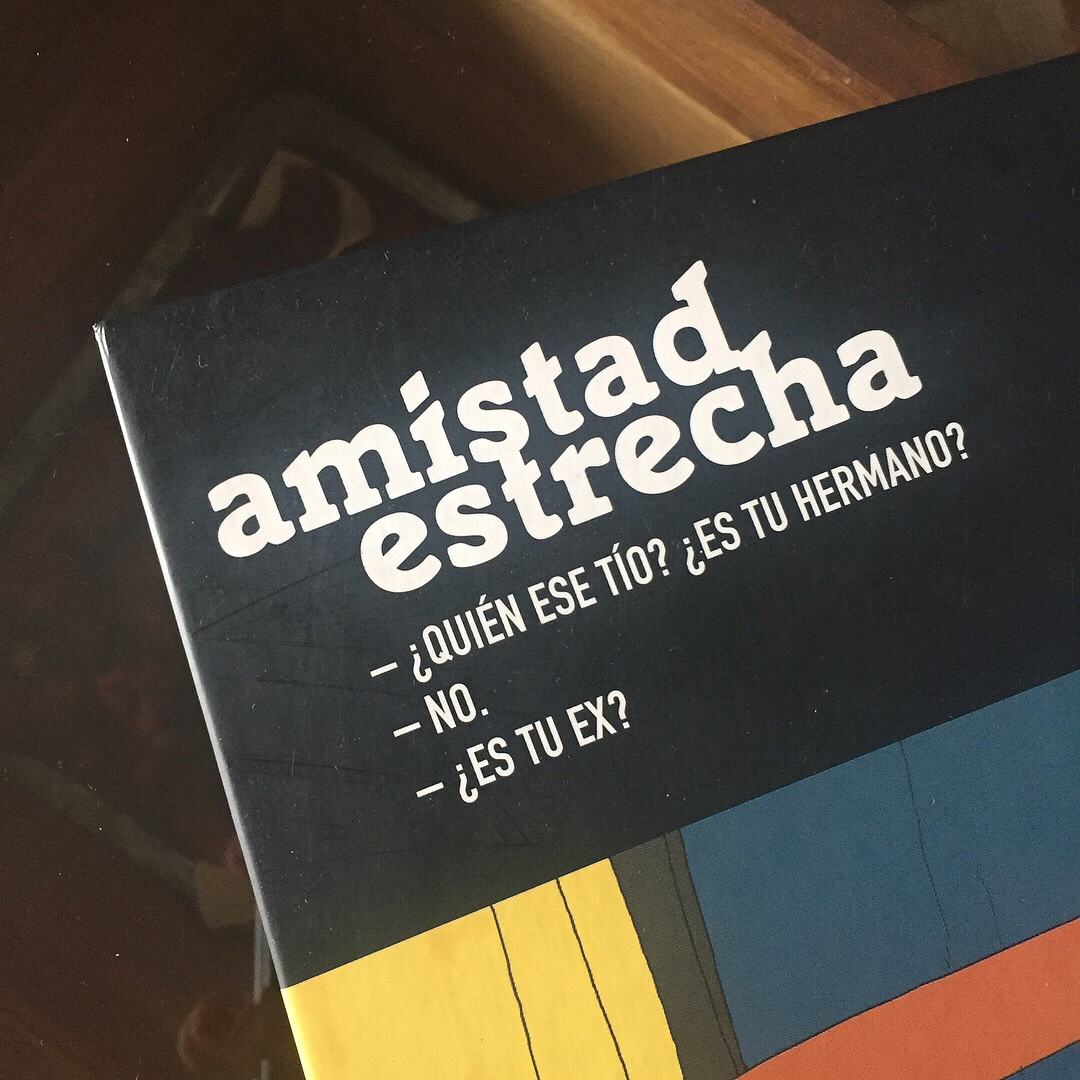 amistad
estrecha
– ¿QUIÉN ESE TÍO? ¿ES TU HERMANO?
– NO.
– ¿ES TU EX?